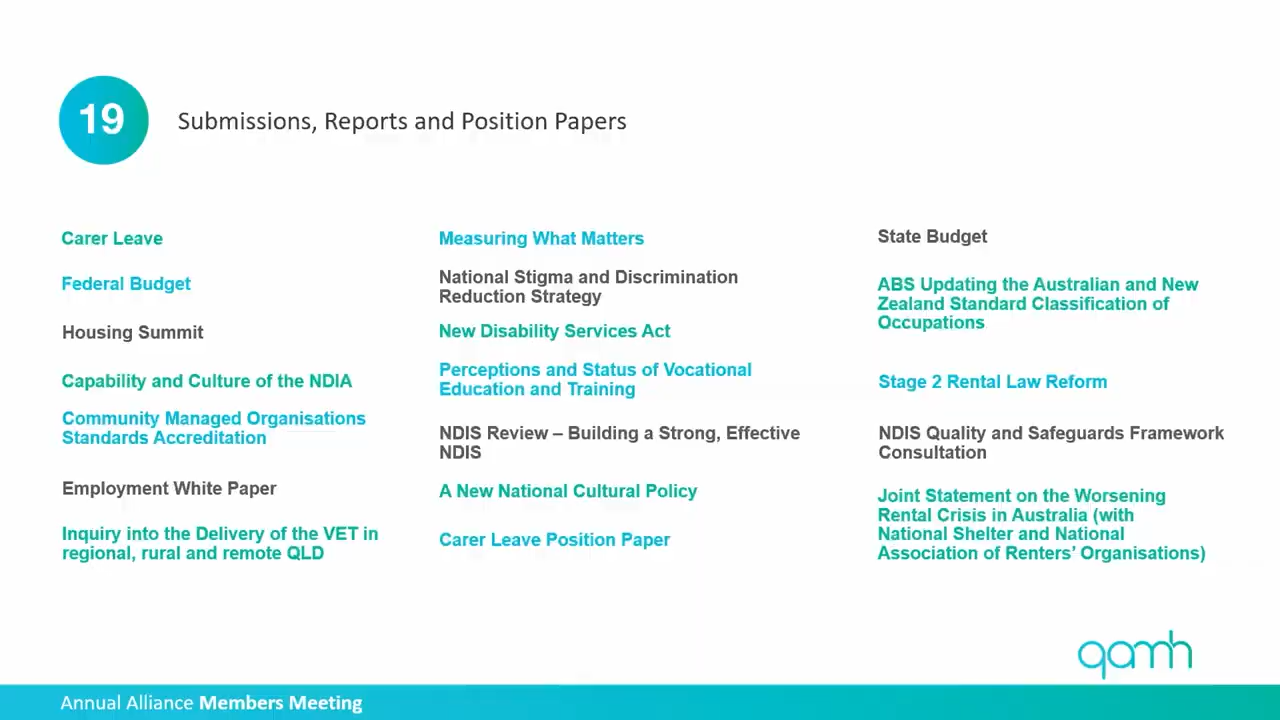 19
Submissions, Reports and Position Papers
Carer Leave
Federal Budget
Housing Summit
Capability and Culture of the NDIA
Community Managed Organisations
Standards Accreditation
Employment White Paper
Inquiry into the Delivery of the VET in
regional, rural and remote QLD
Measuring What Matters
National Stigma and Discrimination
Reduction Strategy
New Disability Services Act
Perceptions and Status of Vocational
Education and Training
NDIS Review – Building a Strong, Effective
NDIS
A New National Cultural Policy
Carer Leave Position Paper
State Budget
ABS Updating the Australian and New
Zealand Standard Classification of
Occupations
Stage 2 Rental Law Reform
NDIS Quality and Safeguards Framework
Consultation
Joint Statement on the Worsening
Rental Crisis in Australia (with
National Shelter and National
Association of Renters’ Organisations)
qamh
Annual Alliance Members Meeting